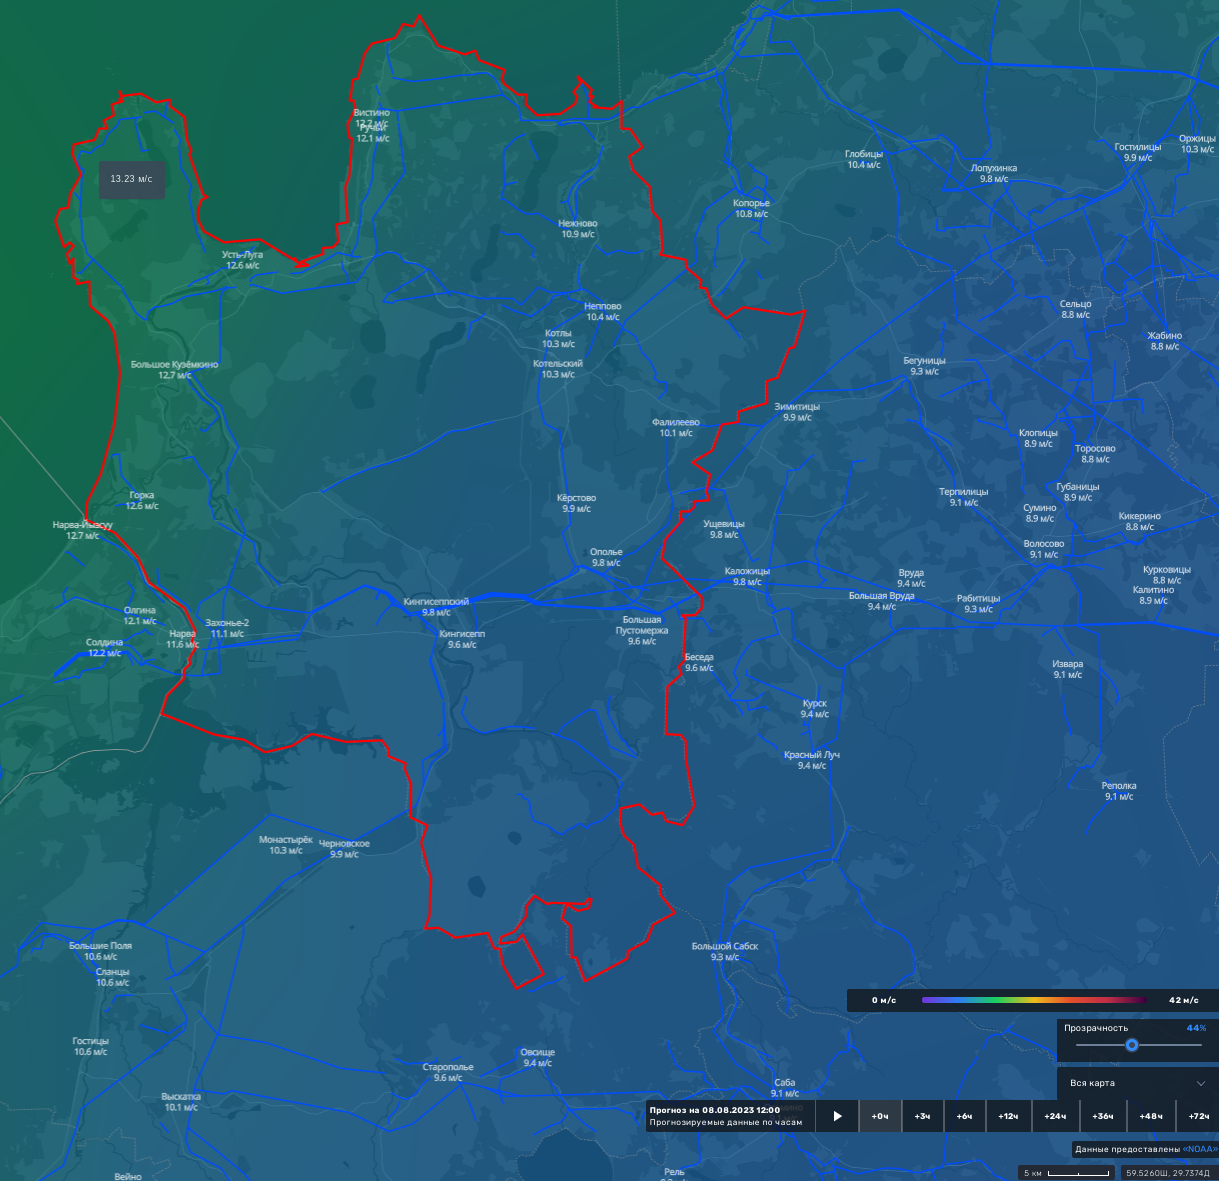 Вистино
12.2 м/с
Ручьи
12.1 м/с
13.23 м/с
Оржицы
10.3 м/с
Гостилицы
9.9 м/с
Глобицы
10.4 м/с
Лопухинка
9.8 м/с
Копорье
10.8 м/с
Нежново
10.9 м/с
Усть-Луга
12.6 м/с
Неппово
10.4 м/с
Сельцо
8.8 м/с
Котлы
10.3 м/с
Жабино
8.8 м/с
Большое Кузёмкино
12.7 м/с
Котельский
10.3 м/с
Бегуницы
9.3 м/с
Зимитицы
9.9 м/с
Фалилеево
10.1 м/с
Клопицы
8.9 м/с
Торосово
8.8 м/с
Горка
12.6 м/с
Кёрстово
9.9 м/с
Терпилицы
9.1 м/с
Губаницы
8.9 м/с
Сумино
8.9 м/с
Кикерино
8.8 м/с
Нарва-Йыэсуу
12.7 м/с
Ущевицы
9.8 м/с
Ополье
9.8 м/с
Волосово
9.1 м/с
Каложицы
9.8 м/с
Вруда
9.4 м/с
Курковицы
8.8 м/с
Калитино
8.9 м/с
Большая Вруда
9.4 м/с
Рабитицы
9.3 м/с
Кингисеппский
9.8 м/с
Олгина
12.1 м/с
Захонье-2
11.1 м/с
Нарва
11.6 м/с
Солдина
12.2 м/с
Кингисепп
9.6 м/с
Большая
Пустомержа
9.6 м/с
Беседа
9.6 м/с
Извара
9.1 м/с
Курск
9.4 м/с
Красный Луч
9.4 м/с
Реполка
9.1 м/с
Монастырёк
10.3 м/с
Черновское
9.9 м/с
Большие Поля
10.6 м/с
Сланцы
10.6 м/с
Большой Сабск
9.3 м/с
0 м/с
42 м/с
Прозрачность
44%
Гостицы
10.6 м/с
Овсище
9.4 м/с
Старополье
9.6 м/с
Саба
9.1 м/с
Вся карта
Выскатка
10.1 м/с
Прогноз на 08.08.2023 12:00
Прогнозируемые данные по часам
+0ч
+3ч
+6ч
+12ч
+24ч
+36ч
+48ч
+72ч
Данные предоставлены «NOAA»
Вейно
Рель
5 км
59.5260Ш, 29.7374Д